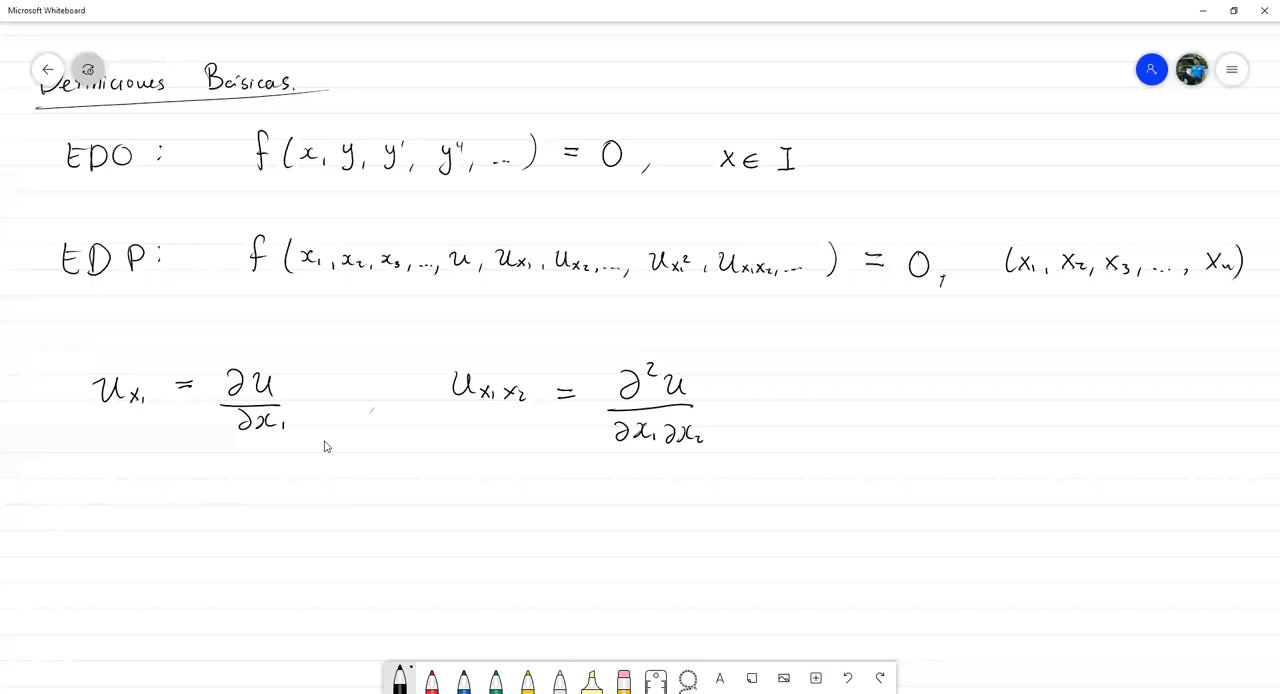 Microsoft Whiteboard
Definiciones Básicas.
EDO : f(x, y, y', y'', ...) = 0, x ∈ I
EDP: f(x₁, x₂, x₃, ..., u, uₓ₁, uₓ₂, ..., uₓ₁², uₓ₁ₓ₂, ...) = 0, (x₁, x₂, x₃, ..., xₙ)
uₓ₁ = ∂u/∂x₁ uₓ₁ₓ₂ = ∂²u/∂x₁∂x₂